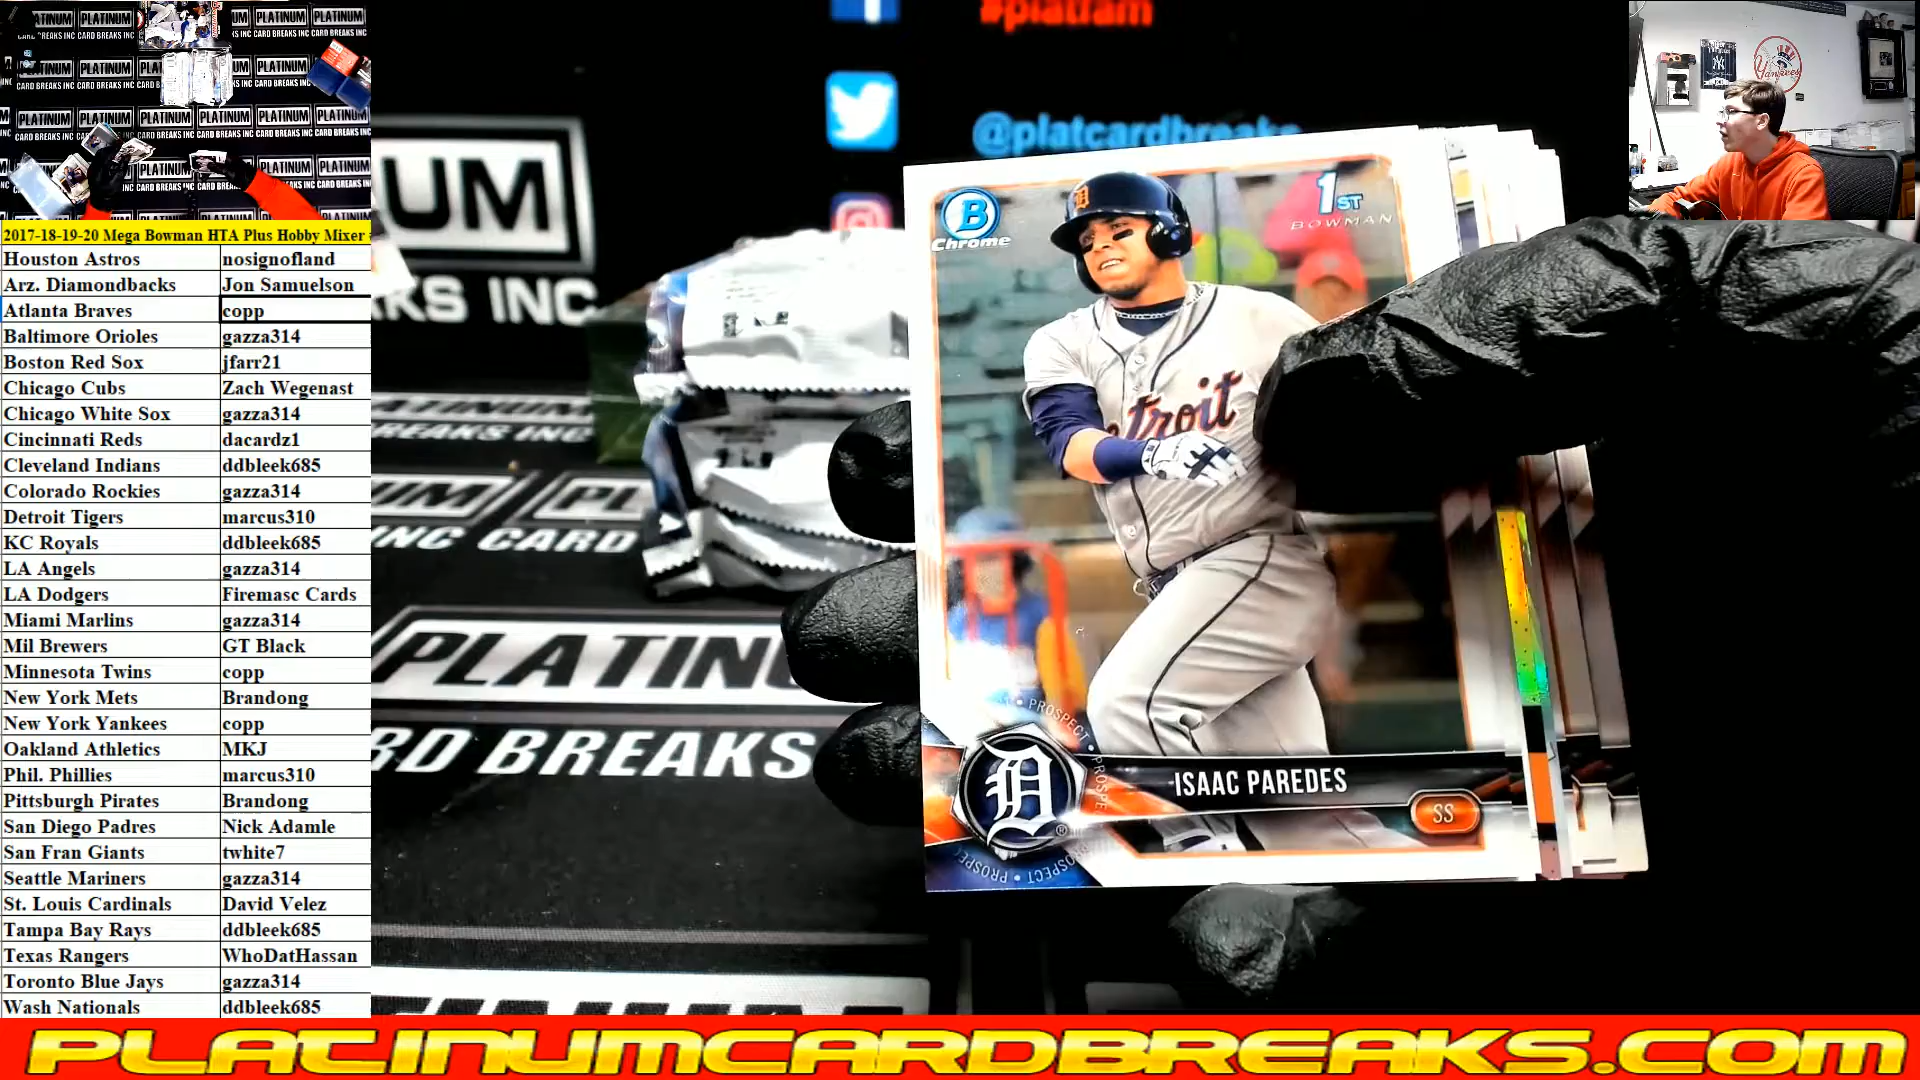 PLATINUM
CARD BREAKS INC
#platfam
@platcardbreaks
2017-18-19-20 Mega Bowman HTA Plus Hobby Mixer
Houston Astros nosignofland
Arz. Diamondbacks Jon Samuelson
Atlanta Braves copp
Baltimore Orioles gazza314
Boston Red Sox jfarr21
Chicago Cubs Zach Wegenast
Chicago White Sox gazza314
Cincinnati Reds dacardz1
Cleveland Indians ddbleek685
Colorado Rockies gazza314
Detroit Tigers marcus310
KC Royals ddbleek685
LA Angels gazza314
LA Dodgers Firemasc Cards
Miami Marlins gazza314
Mil Brewers GT Black
Minnesota Twins copp
New York Mets Brandong
New York Yankees copp
Oakland Athletics MKJ
Phil. Phillies marcus310
Pittsburgh Pirates Brandong
San Diego Padres Nick Adamle
San Fran Giants twhite7
Seattle Mariners gazza314
St. Louis Cardinals David Velez
Tampa Bay Rays ddbleek685
Texas Rangers WhoDatHassan
Toronto Blue Jays gazza314
Wash Nationals ddbleek685
B
Chrome
1ST
BOWMAN
Detroit
PROSPECT
ISAAC PAREDES
SS
UM
KS INC
PLATINU
RD BREAKS
Yankees
PLATINUMCARDBREAKS.COM